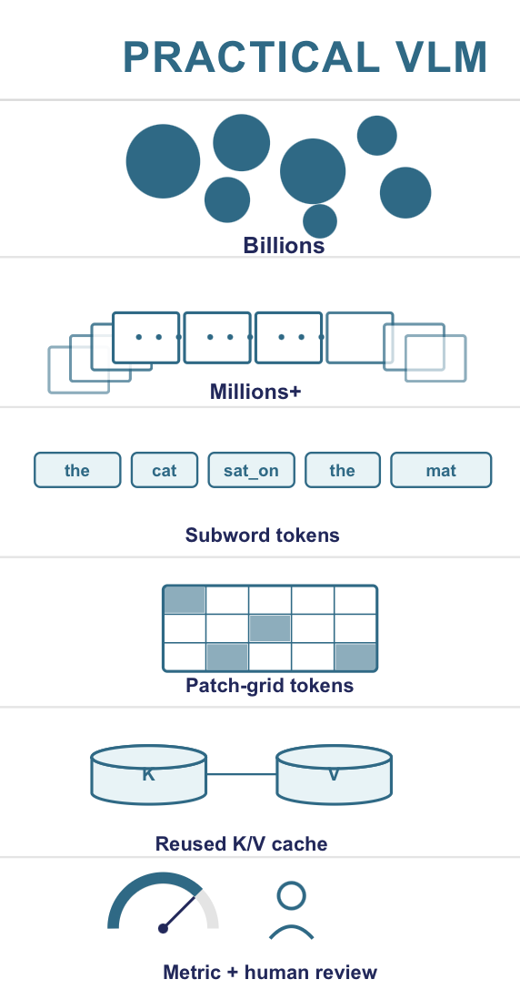 PRACTICAL VLM
Billions
Millions+
the cat sat_on the mat
Subword tokens
Patch-grid tokens
K V
Reused K/V cache
Metric + human review